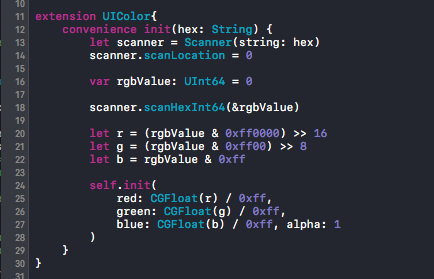 11 extension UIColor{
12     convenience init(hex: String) {
13         let scanner = Scanner(string: hex)
14         scanner.scanLocation = 0
15
16         var rgbValue: UInt64 = 0
17
18         scanner.scanHexInt64(&rgbValue)
19
20         let r = (rgbValue & 0xff0000) >> 16
21         let g = (rgbValue & 0xff00) >> 8
22         let b = rgbValue & 0xff
23
24         self.init(
25             red: CGFloat(r) / 0xff,
26             green: CGFloat(g) / 0xff,
27             blue: CGFloat(b) / 0xff, alpha: 1
28         )
29     }
30 }